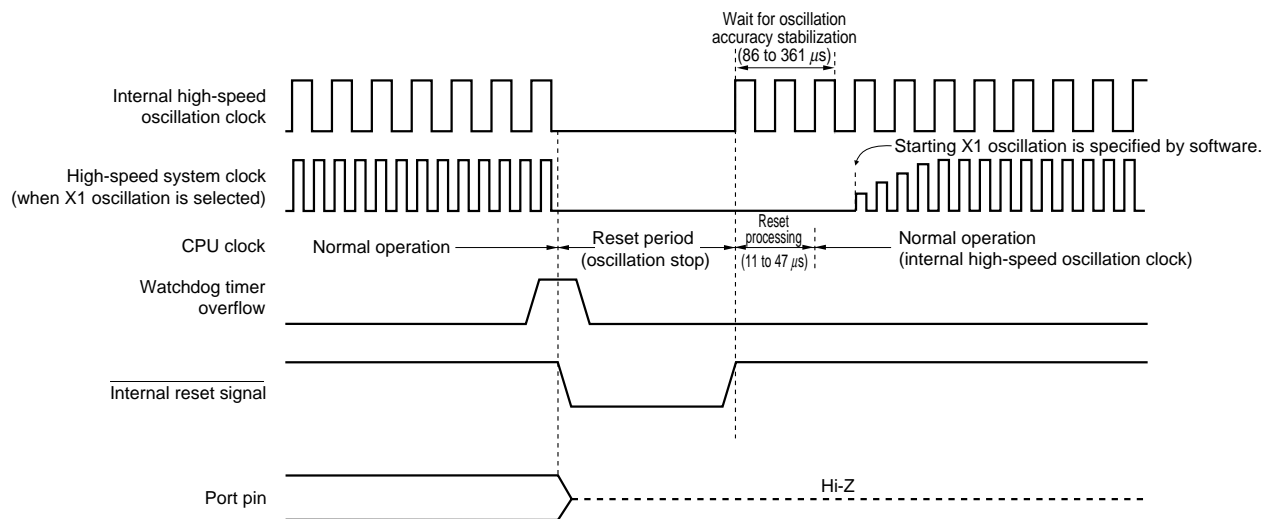 Wait for oscillation
accuracy stabilization
(86 to 361 μs)
Internal high-speed
oscillation clock
Starting X1 oscillation is specified by software.
High-speed system clock
(when X1 oscillation is selected)
CPU clock
Normal operation
Reset period
(oscillation stop)
Reset
processing
(11 to 47 μs)
Normal operation
(internal high-speed oscillation clock)
Watchdog timer
overflow
Internal reset signal
Port pin
Hi-Z